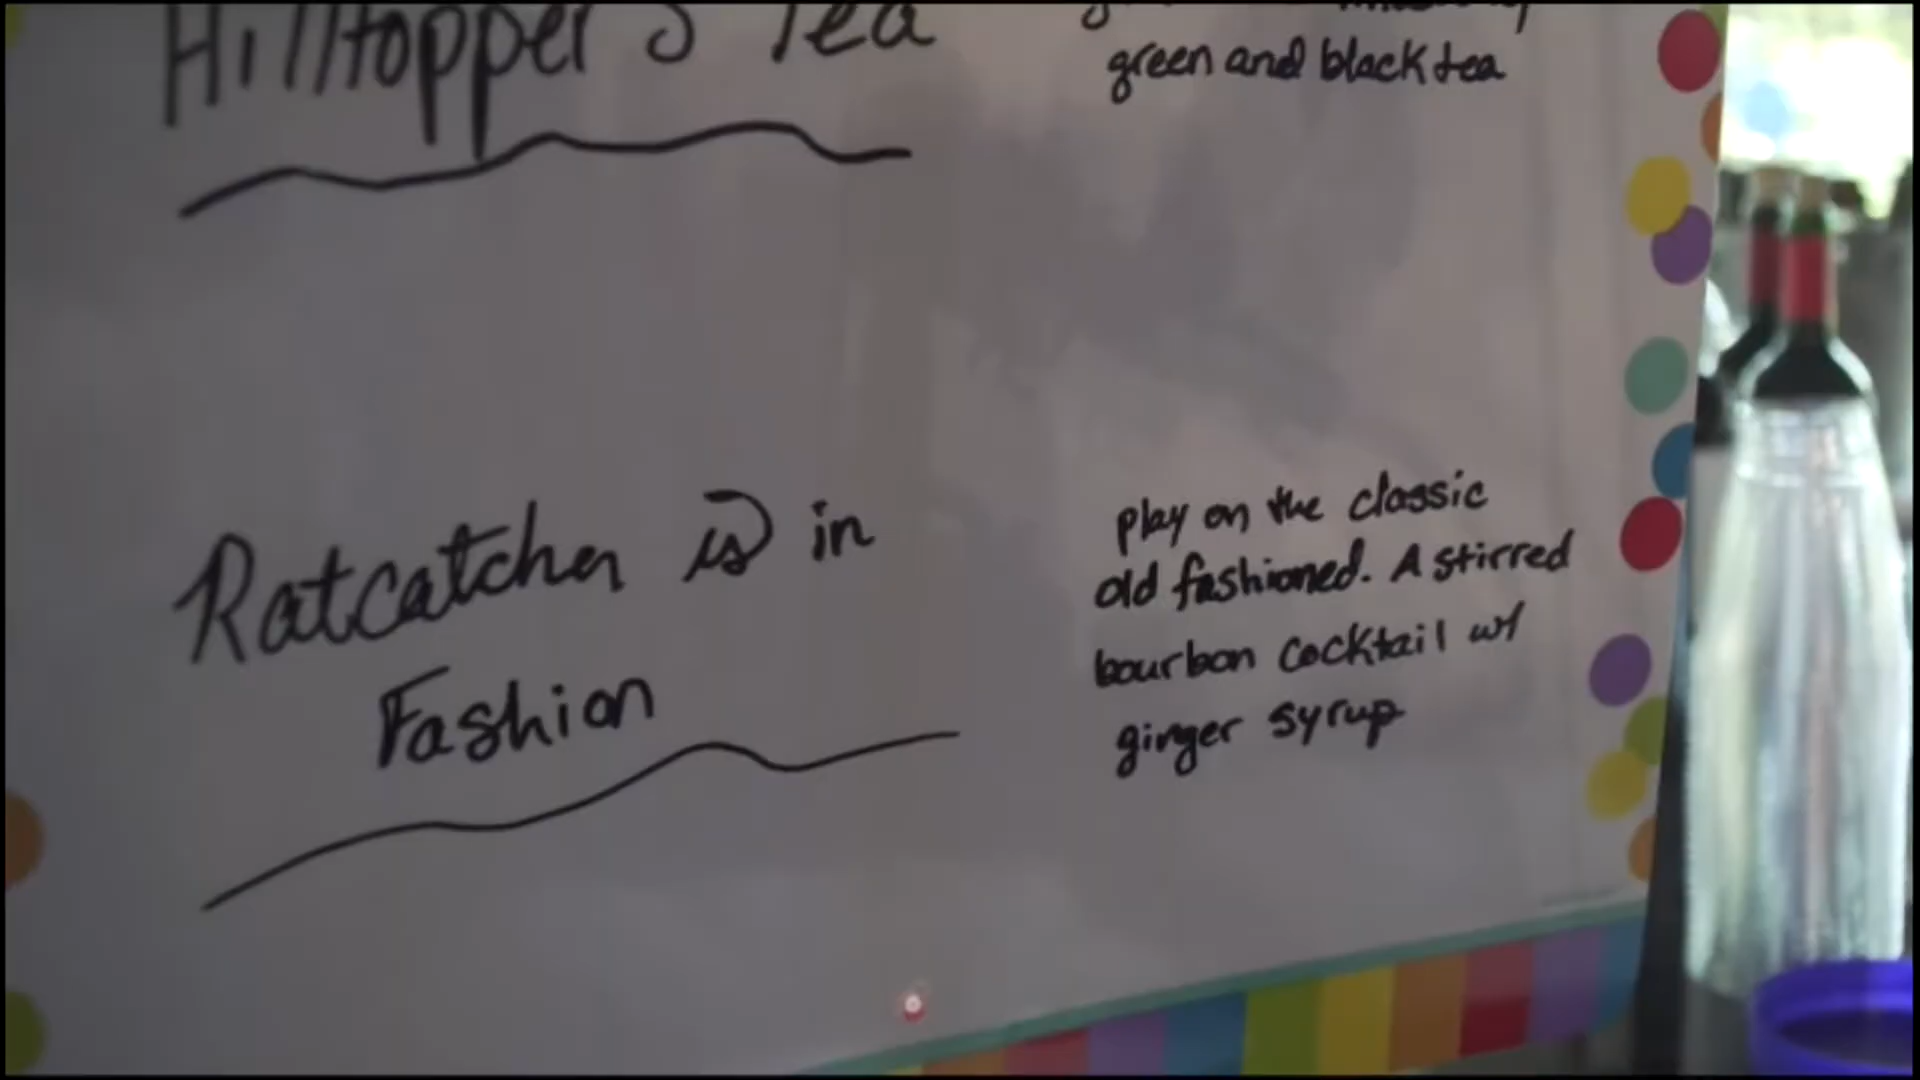 Hilltopper's Tea
green and black tea
Ratcatcher is in
Fashion
play on the classic
old fashioned. A stirred
bourbon cocktail w/
ginger syrup